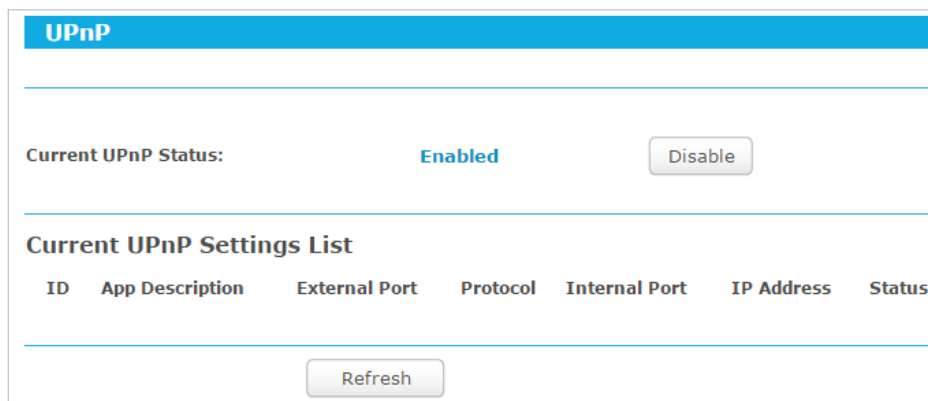 UPnP
Current UPnP Status: Enabled Disable
Current UPnP Settings List
ID App Description External Port Protocol Internal Port IP Address Status
Refresh